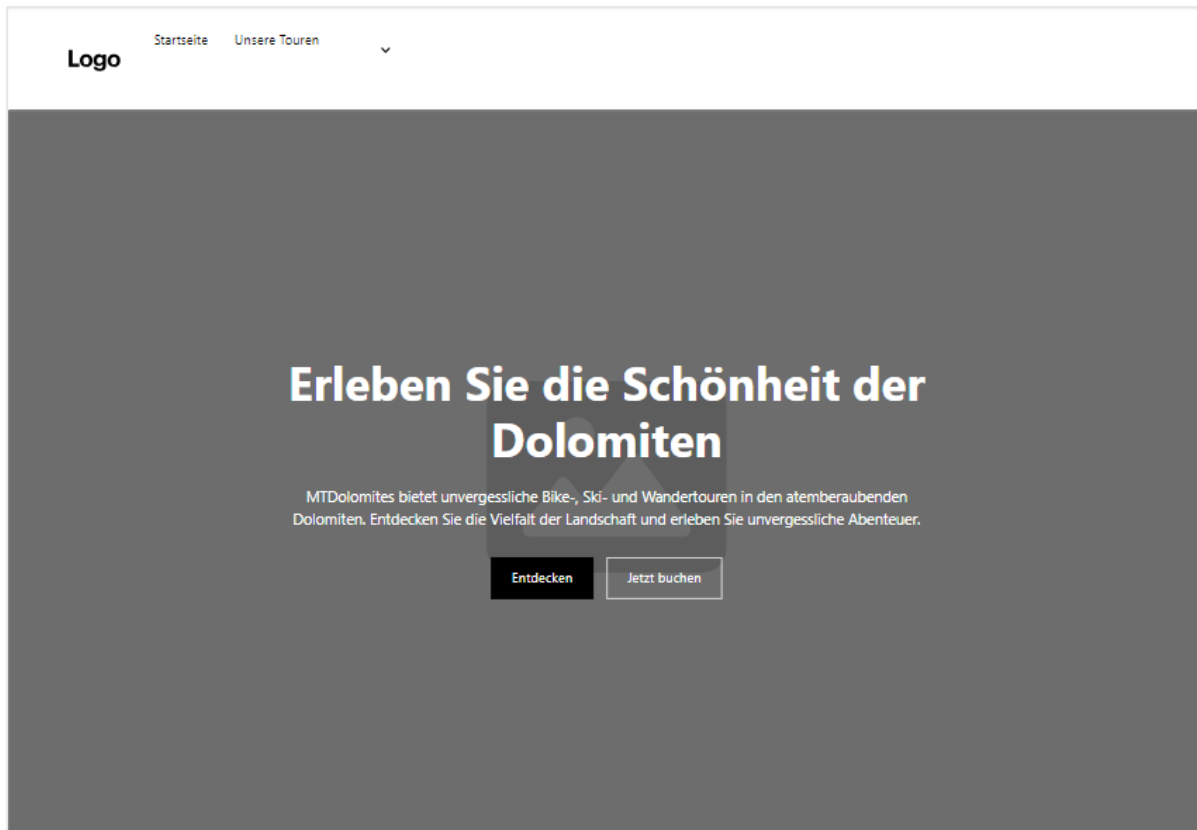 Logo
Startseite
Unsere Touren
Erleben Sie die Schönheit der
Dolomiten
MTDolomites bietet unvergessliche Bike-, Ski- und Wandertouren in den atemberaubenden
Dolomiten. Entdecken Sie die Vielfalt der Landschaft und erleben Sie unvergessliche Abenteuer.
Entdecken
Jetzt buchen